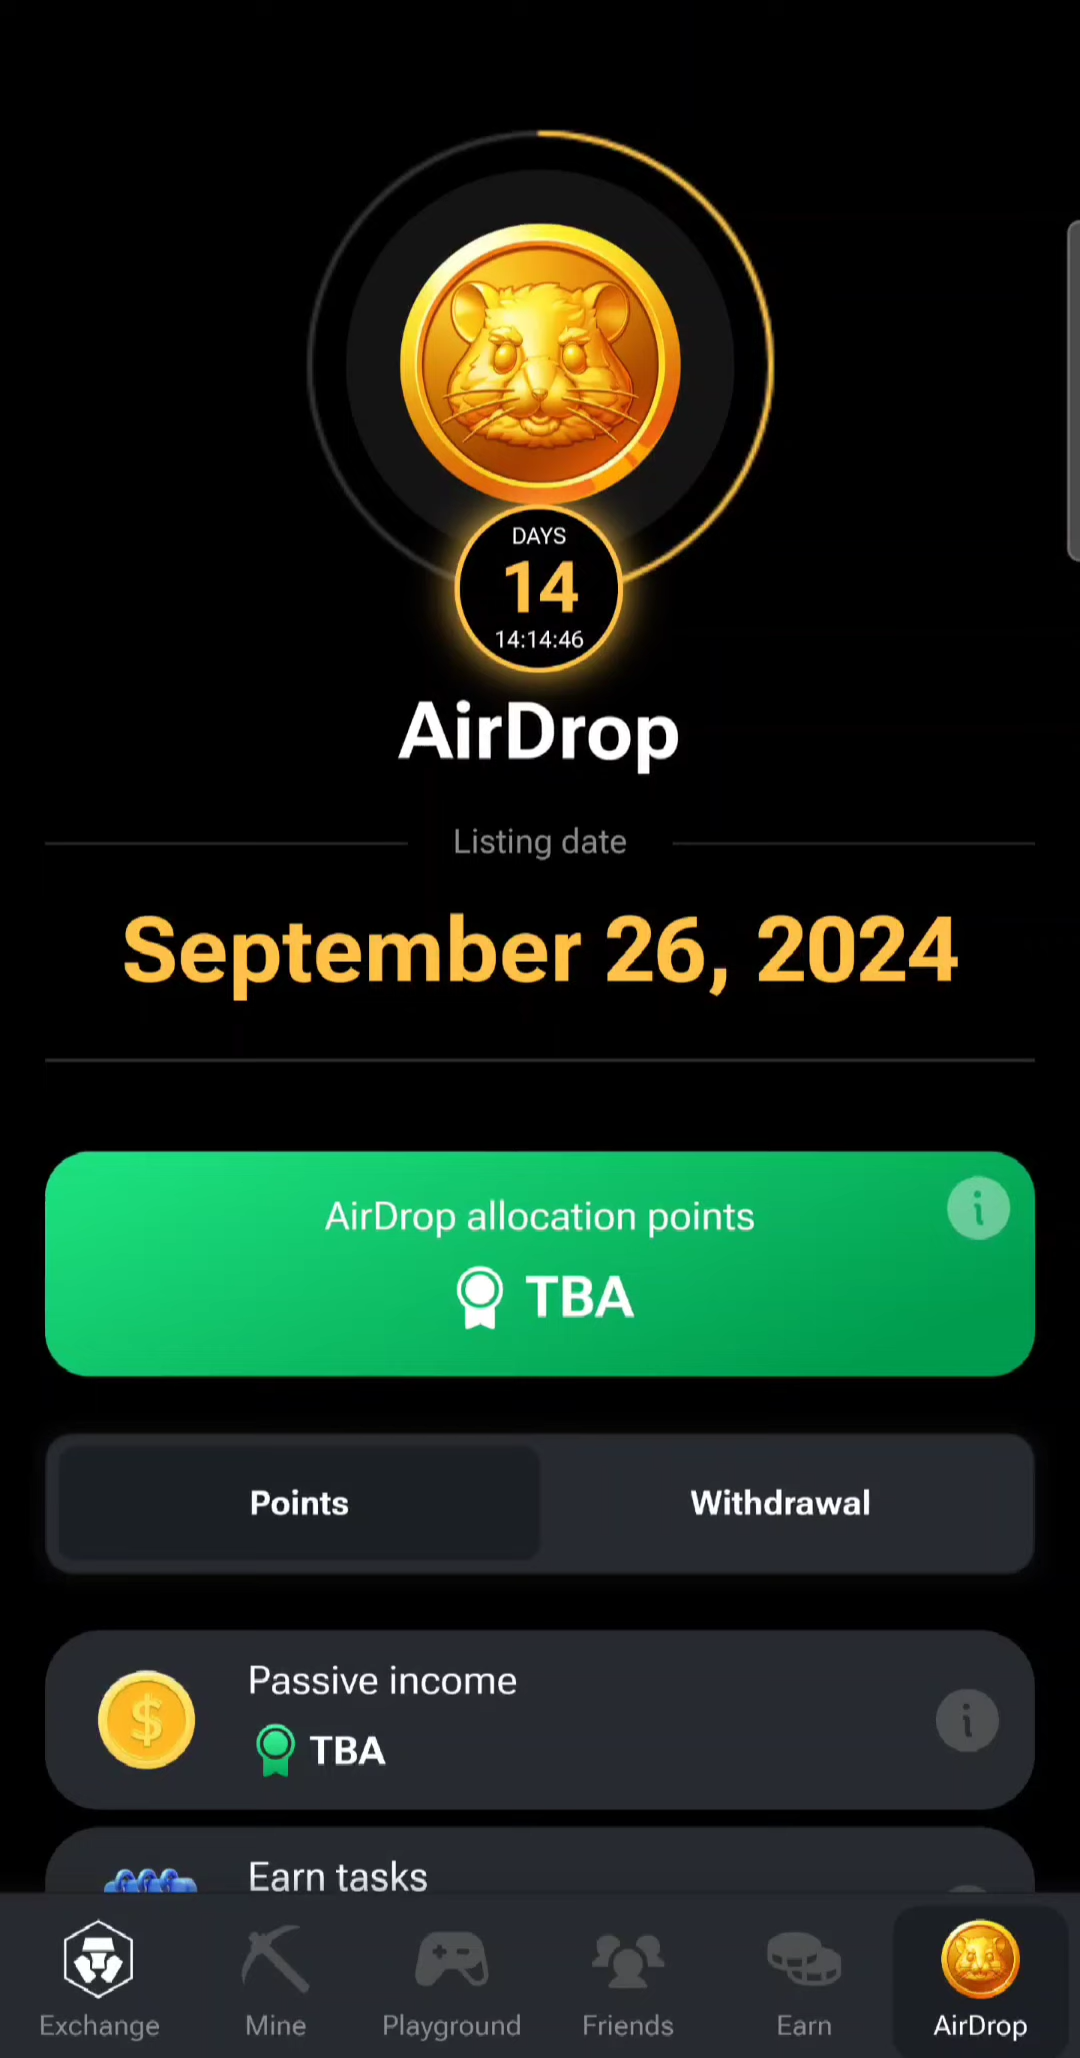 DAYS
14
14:14:46
AirDrop
Listing date
September 26, 2024
AirDrop allocation points
TBA
Points
Withdrawal
Passive income
TBA
Earn tasks
Exchange
Mine
Playground
Friends
Earn
AirDrop